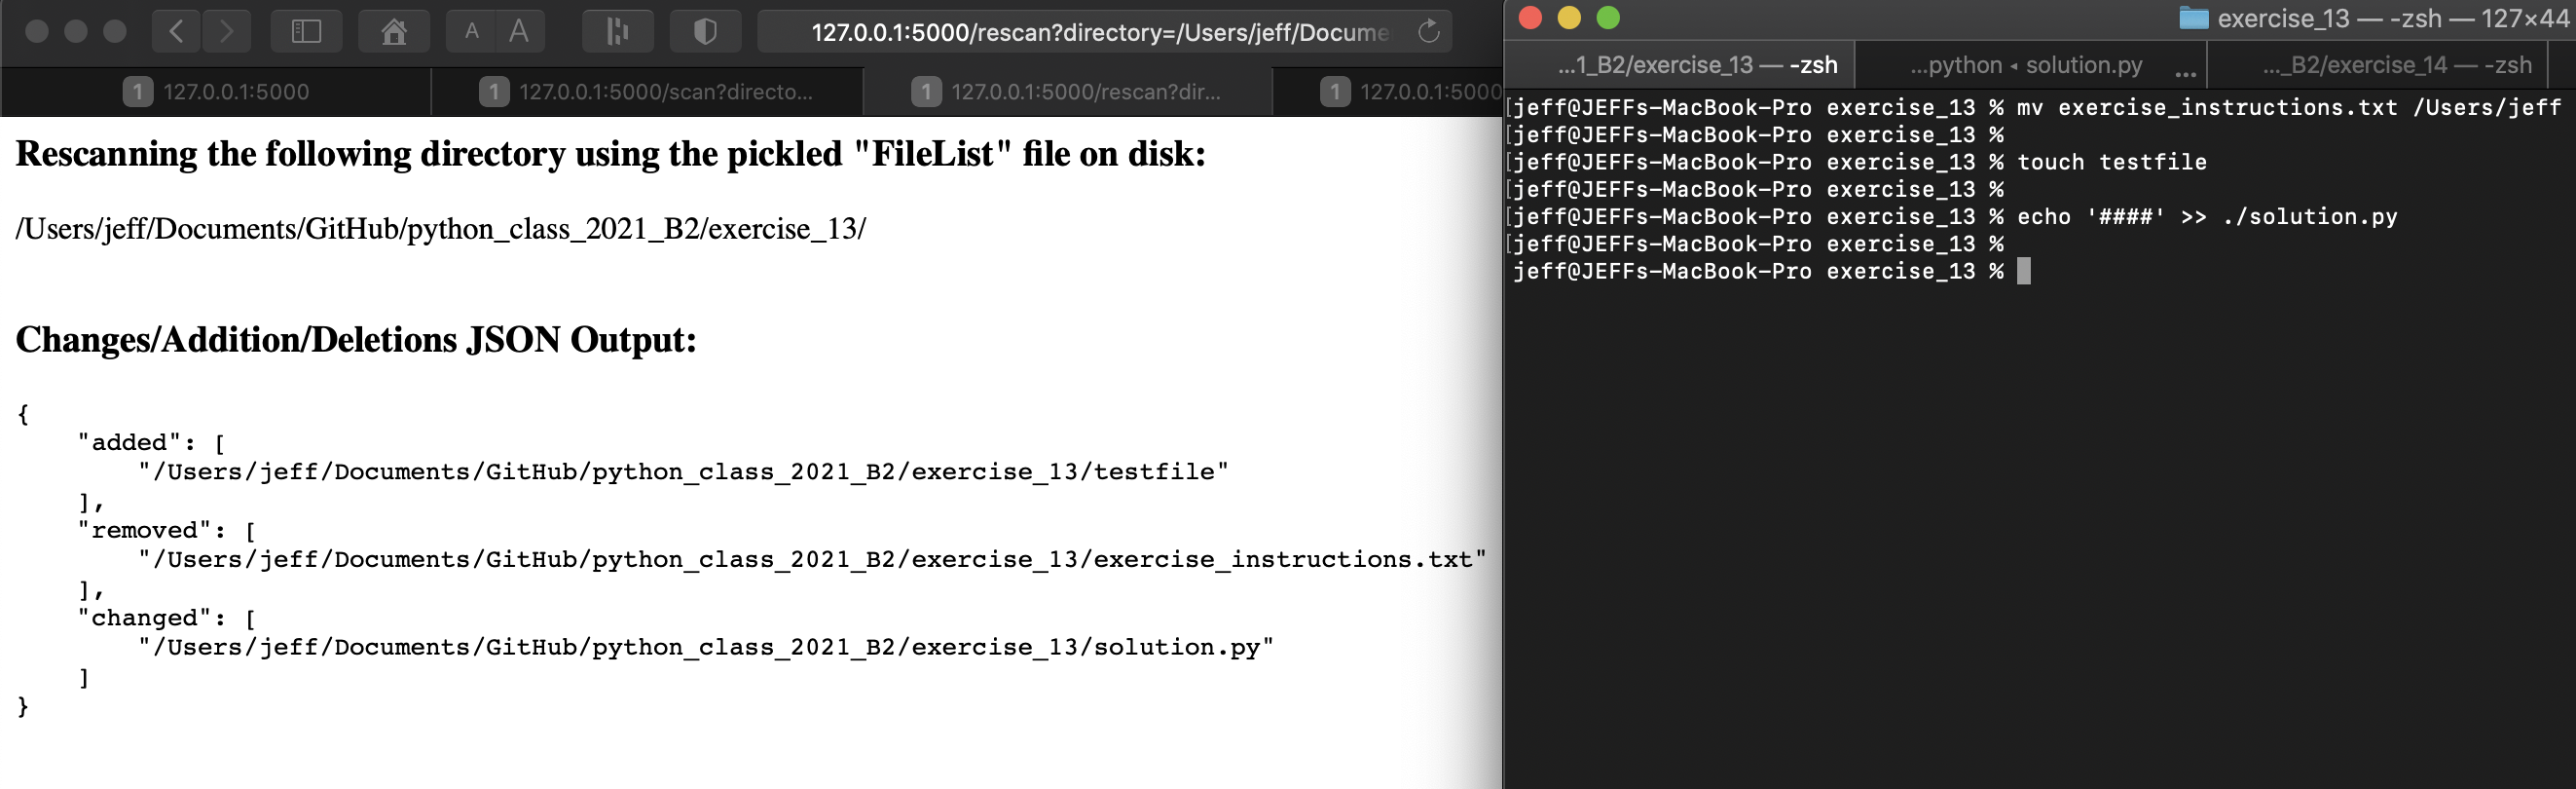 A A
127.0.0.1:5000/rescan?directory=/Users/jeff/Docume
1 127.0.0.1:5000
1 127.0.0.1:5000/scan?directo...
1 127.0.0.1:5000/rescan?dir...
1 127.0.0.1:5000
Rescanning the following directory using the pickled "FileList" file on disk:
/Users/jeff/Documents/GitHub/python_class_2021_B2/exercise_13/
Changes/Addition/Deletions JSON Output:
{
    "added": [
        "/Users/jeff/Documents/GitHub/python_class_2021_B2/exercise_13/testfile"
    ],
    "removed": [
        "/Users/jeff/Documents/GitHub/python_class_2021_B2/exercise_13/exercise_instructions.txt"
    ],
    "changed": [
        "/Users/jeff/Documents/GitHub/python_class_2021_B2/exercise_13/solution.py"
    ]
}
exercise_13 — -zsh — 127×44
...1_B2/exercise_13 — -zsh
...python ◂ solution.py ...
..._B2/exercise_14 — -zsh
[jeff@JEFFs-MacBook-Pro exercise_13 % mv exercise_instructions.txt /Users/jeff
[jeff@JEFFs-MacBook-Pro exercise_13 %
[jeff@JEFFs-MacBook-Pro exercise_13 % touch testfile
[jeff@JEFFs-MacBook-Pro exercise_13 %
[jeff@JEFFs-MacBook-Pro exercise_13 % echo '####' >> ./solution.py
[jeff@JEFFs-MacBook-Pro exercise_13 %
jeff@JEFFs-MacBook-Pro exercise_13 %